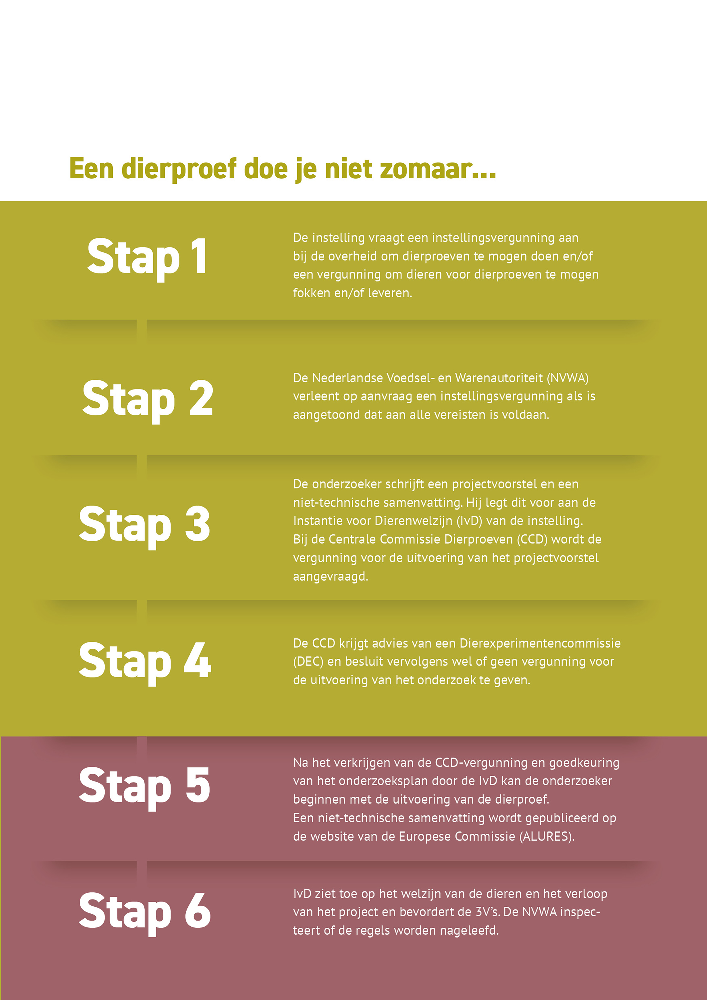 Een dierproef doe je niet zomaar...
Stap 1
De instelling vraagt een instellingsvergunning aan
bij de overheid om dierproeven te mogen doen en/of
een vergunning om dieren voor dierproeven te mogen
fokken en/of leveren.
Stap 2
De Nederlandse Voedsel- en Warenautoriteit (NVWA)
verleent op aanvraag een instellingsvergunning als is
aangetoond dat aan alle vereisten is voldaan.
Stap 3
De onderzoeker schrijft een projectvoorstel en een
niet-technische samenvatting. Hij legt dit voor aan de
Instantie voor Dierenwelzijn (IvD) van de instelling.
Bij de Centrale Commissie Dierproeven (CCD) wordt de
vergunning voor de uitvoering van het projectvoorstel
aangevraagd.
Stap 4
De CCD krijgt advies van een Dierexperimentencommissie
(DEC) en besluit vervolgens wel of geen vergunning voor
de uitvoering van het onderzoek te geven.
Stap 5
Na het verkrijgen van de CCD-vergunning en goedkeuring
van het onderzoeksplan door de IvD kan de onderzoeker
beginnen met de uitvoering van de dierproef.
Een niet-technische samenvatting wordt gepubliceerd op
de website van de Europese Commissie (ALURES).
Stap 6
IvD ziet toe op het welzijn van de dieren en het verloop
van het project en bevordert de 3V’s. De NVWA inspec-
teert of de regels worden nageleefd.